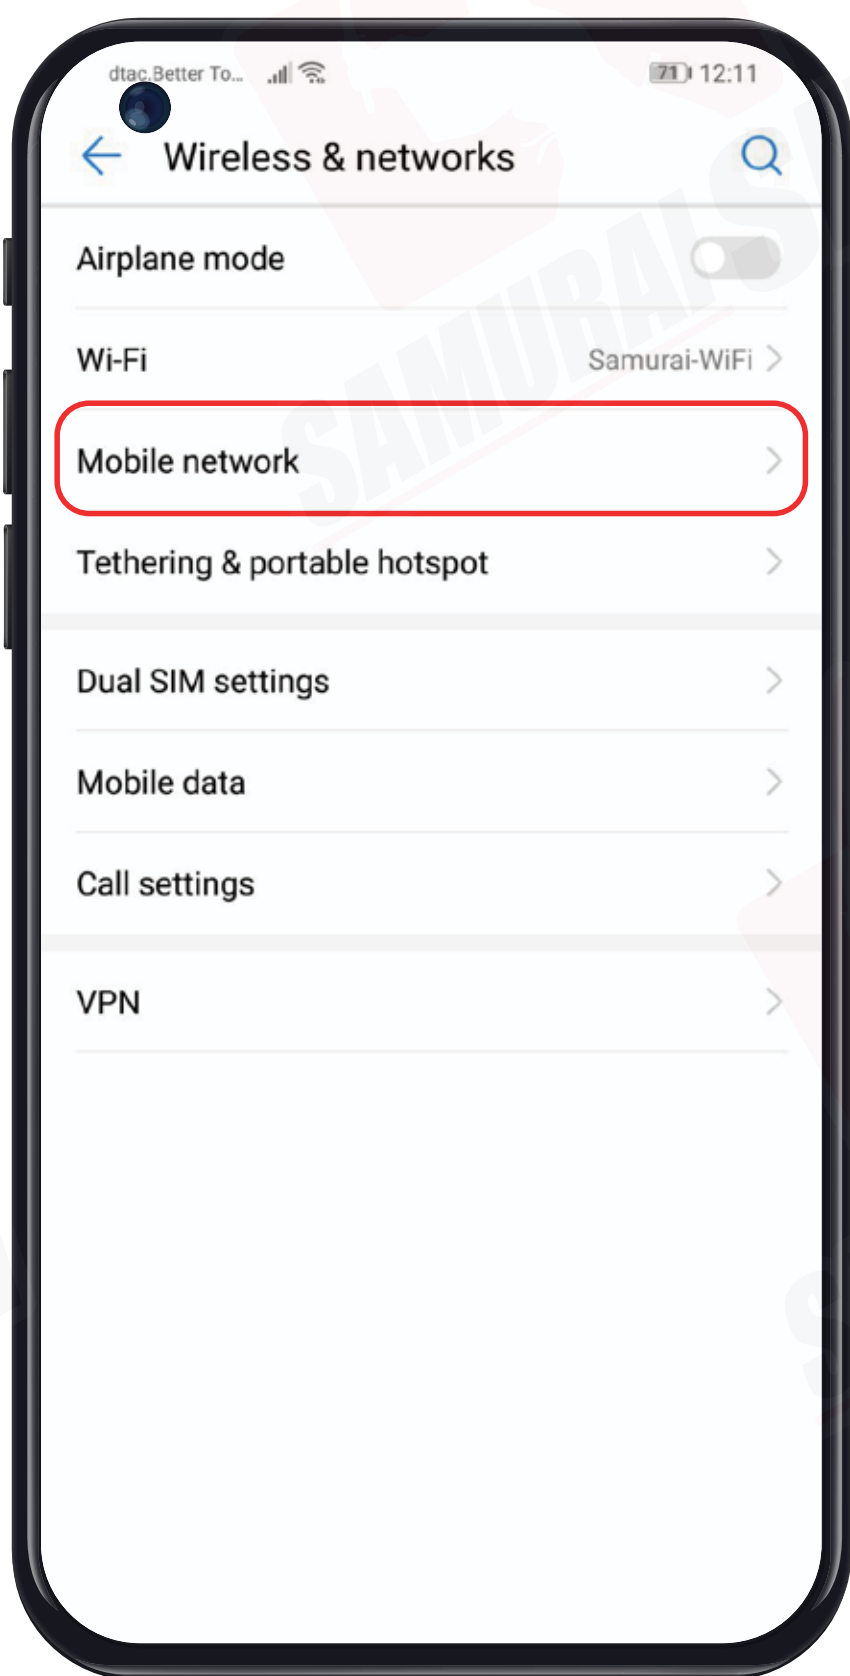 dtac.Better To...
71 12:11
Wireless & networks
Airplane mode
Wi-Fi Samurai-WiFi
Mobile network
Tethering & portable hotspot
Dual SIM settings
Mobile data
Call settings
VPN
SAMURAI S